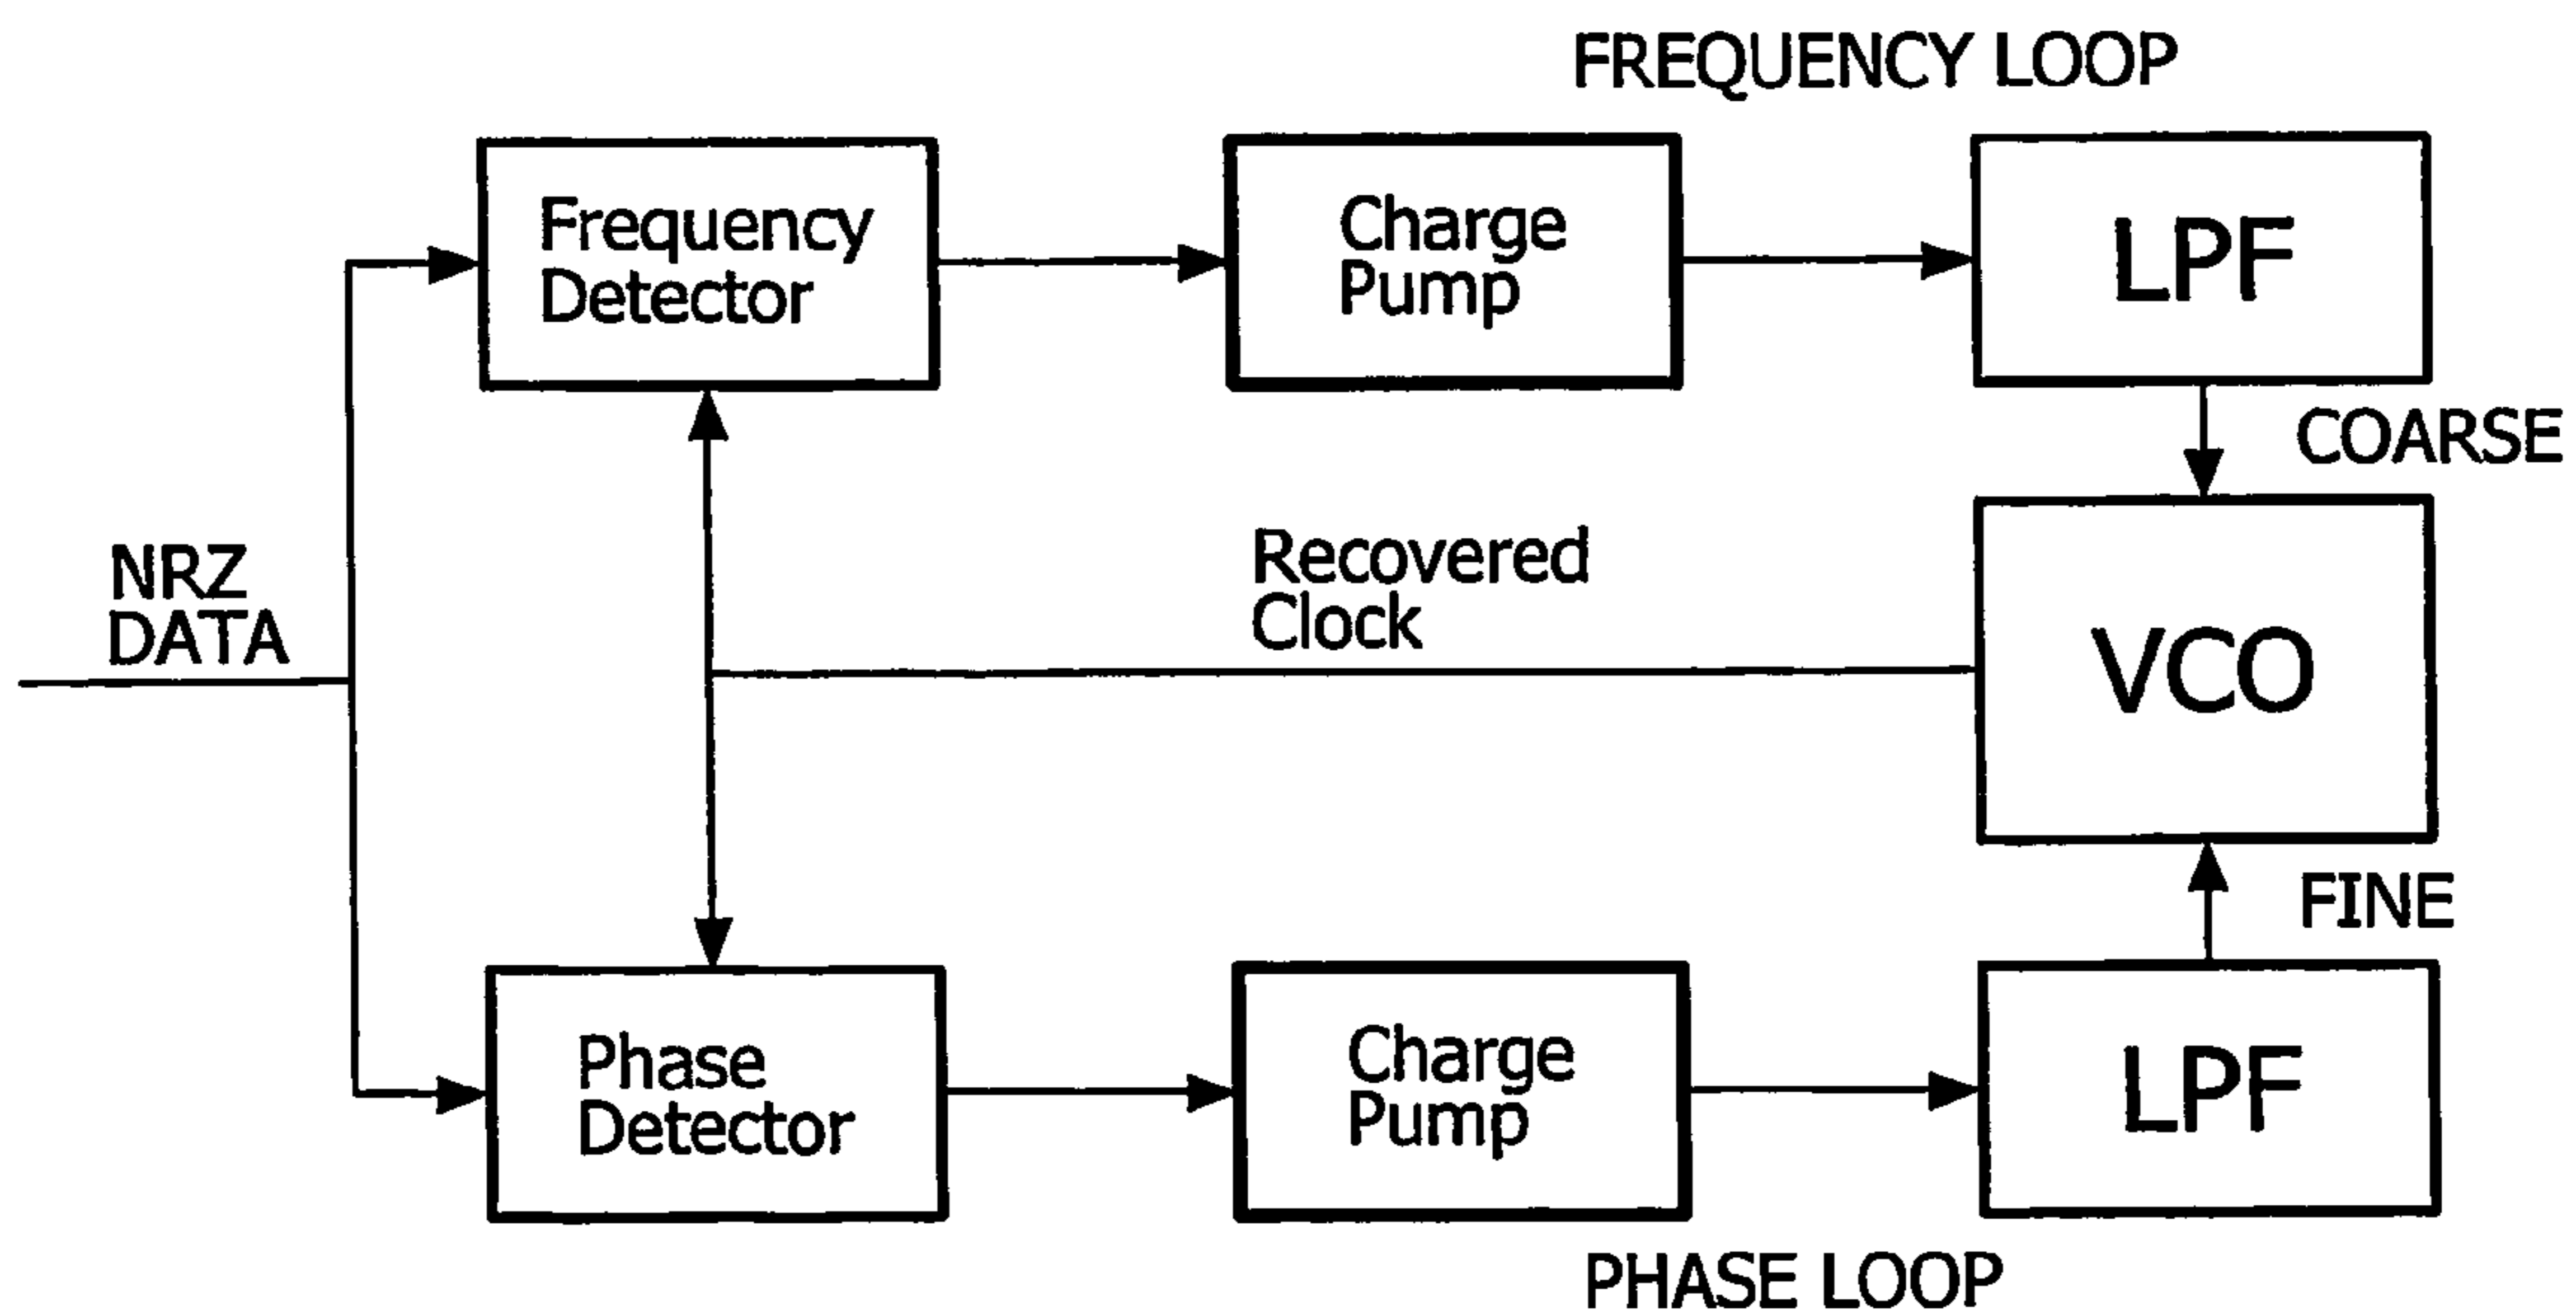 FREQUENCY LOOP
Frequency
Detector
Charge
Pump
LPF
COARSE
NRZ
DATA
Recovered
Clock
VCO
FINE
Phase
Detector
Charge
Pump
LPF
PHASE LOOP